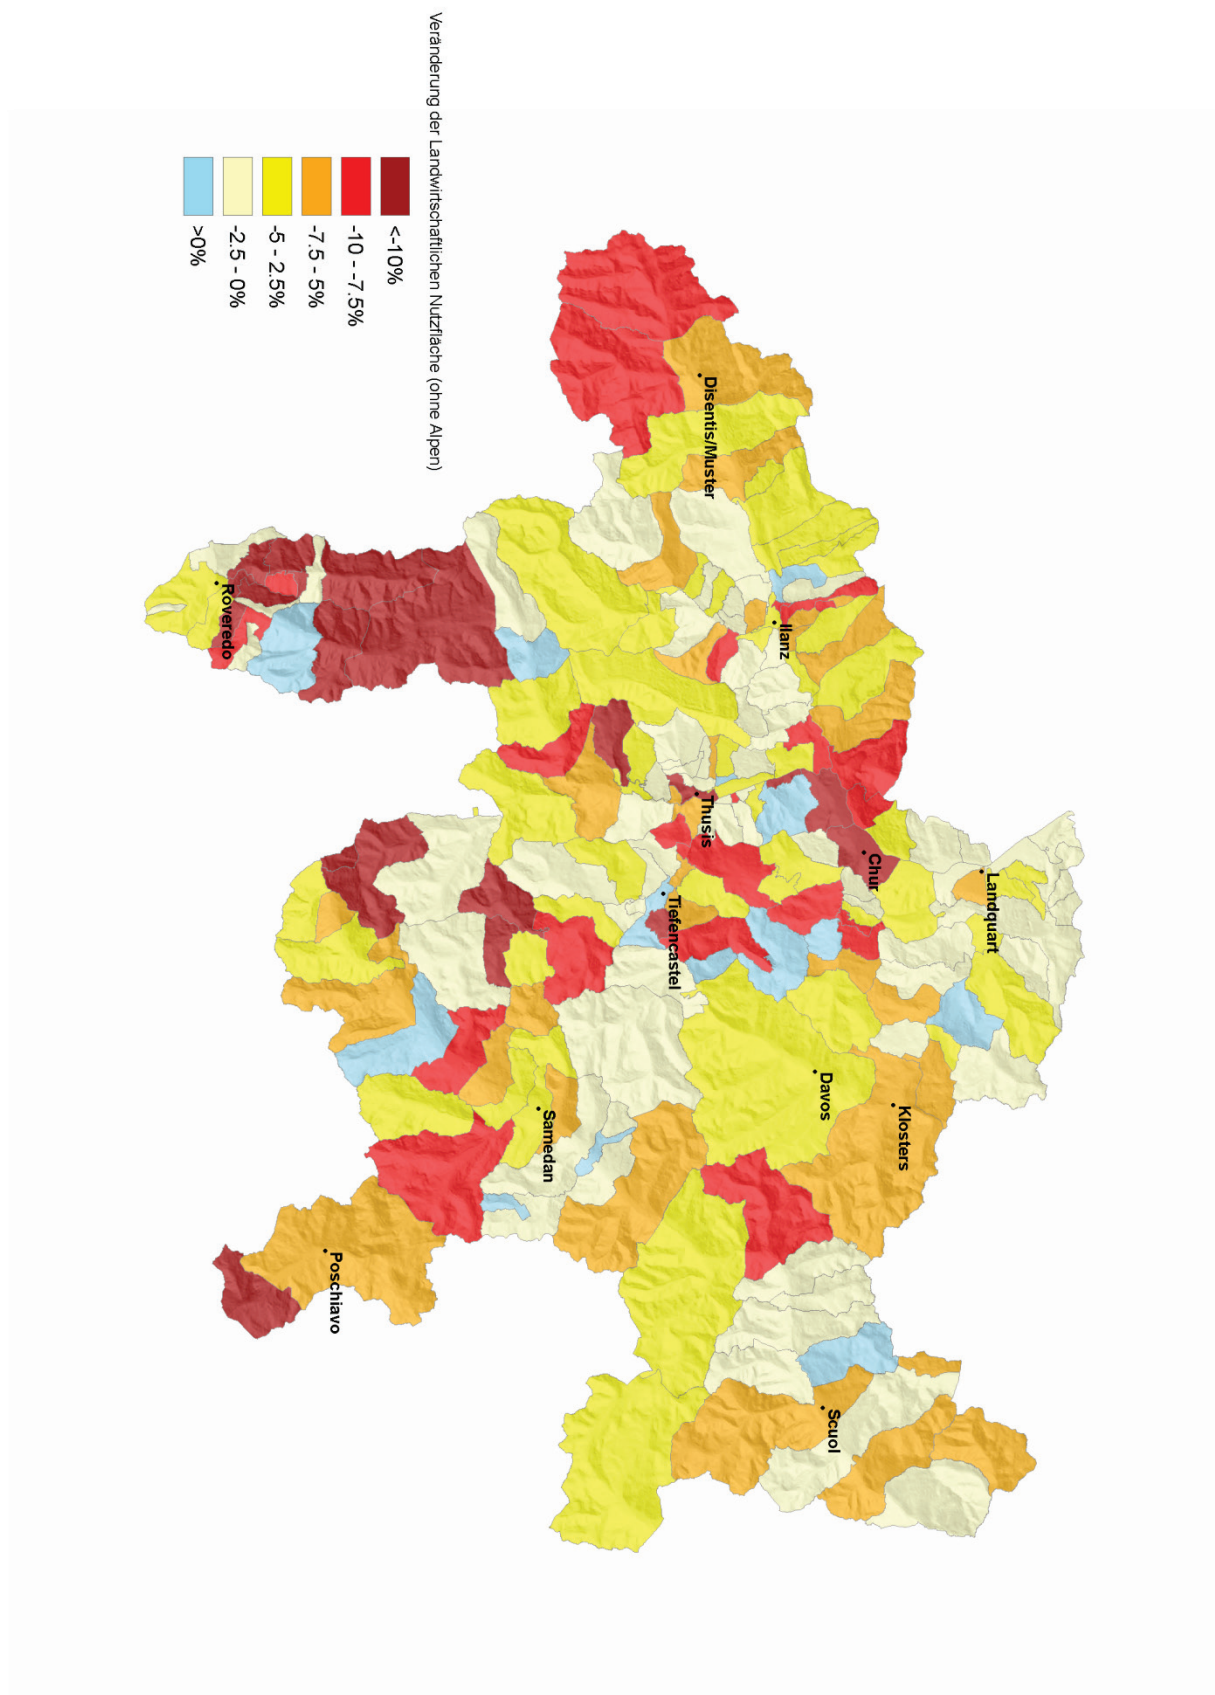 Veränderung der Landwirtschaftlichen Nutzfläche (ohne Alpen)
<-10%
-10 - -7.5%
-7.5 - 5%
-5 - 2.5%
-2.5 - 0%
>0%
Landquart
Chur
Klosters
Scuol
Davos
Ilanz
Disentis/Muster
Thusis
Tiefencastel
Samedan
Poschiavo
Roveredo